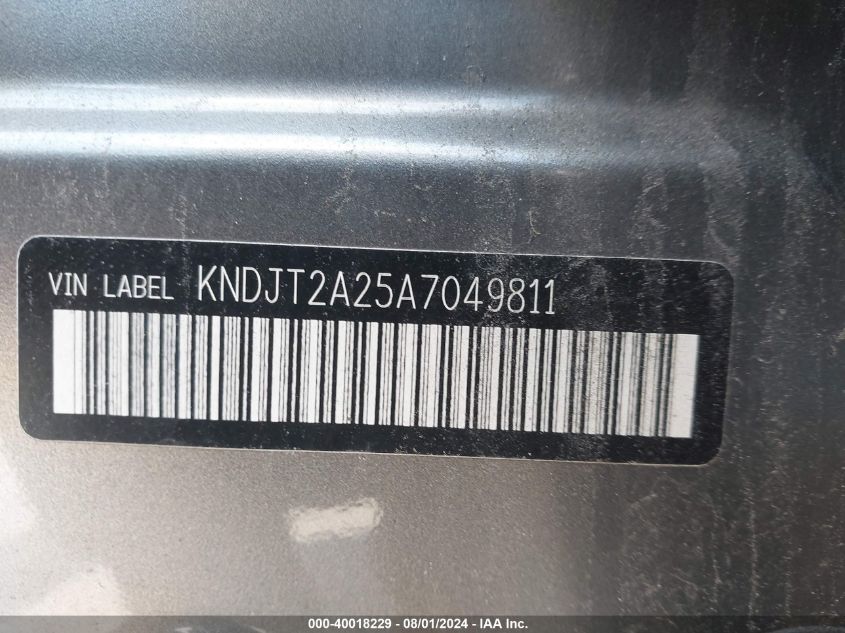 VIN LABEL KNDJT2A25A7049811
000-40018229 - 08/01/2024 - IAA Inc.